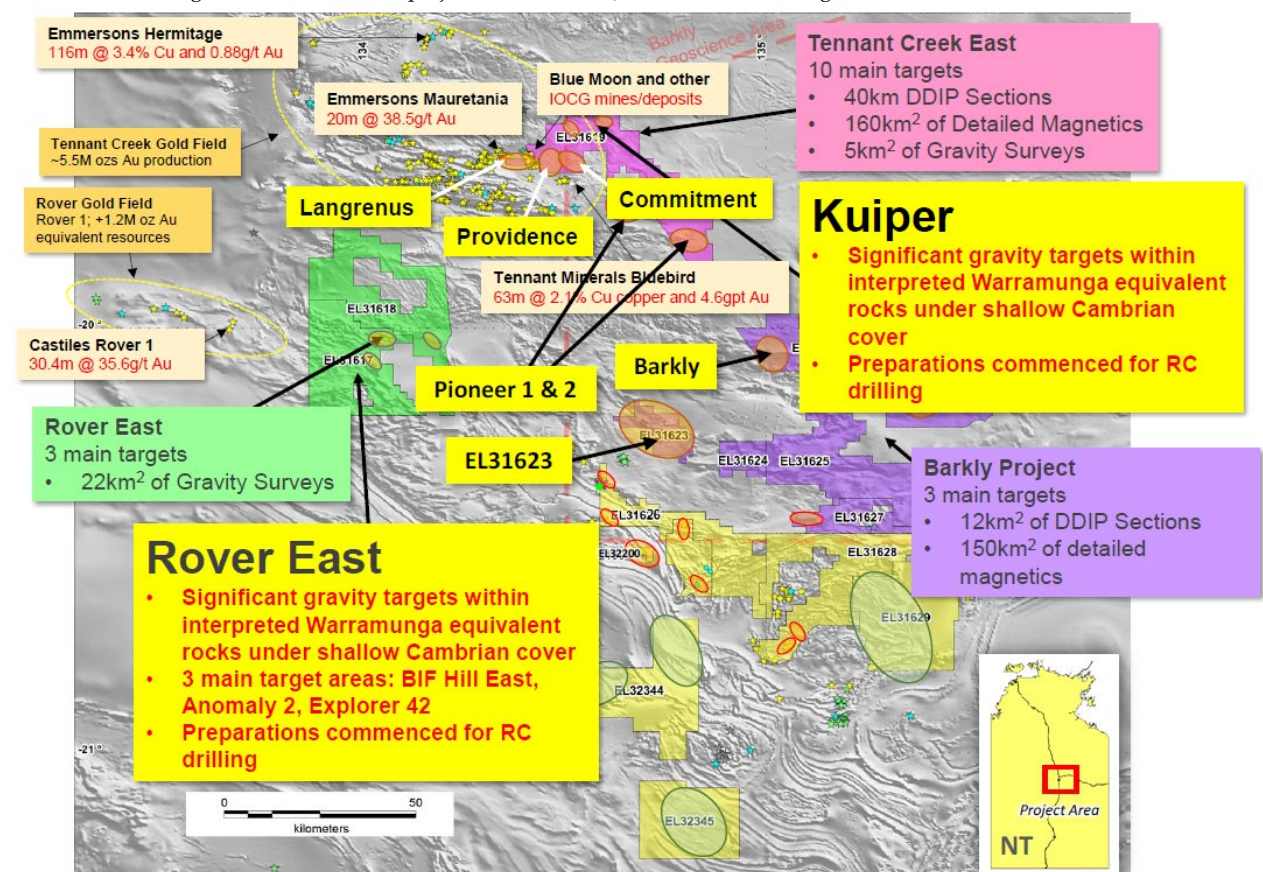 Emmersons Hermitage
116m @ 3.4% Cu and 0.88g/t Au
134°
Barkly
Geoscience Area
135°
Tennant Creek East
10 main targets
• 40km DDIP Sections
• 160km² of Detailed Magnetics
• 5km² of Gravity Surveys
Blue Moon and other
IOCG mines/deposits
Emmersons Mauretania
20m @ 38.5g/t Au
EL31619
Tennant Creek Gold Field
~5.5M ozs Au production
Rover Gold Field
Rover 1; +1.2M oz Au
equivalent resources
Langrenus
Providence
Commitment
Kuiper
• Significant gravity targets within
interpreted Warramunga equivalent
rocks under shallow Cambrian
cover
• Preparations commenced for RC
drilling
Tennant Minerals Bluebird
63m @ 2.1% Cu copper and 4.6gpt Au
EL31618
-20°
Castiles Rover 1
30.4m @ 35.6g/t Au
EL31617
Barkly
Pioneer 1 & 2
Rover East
3 main targets
• 22km² of Gravity Surveys
EL31623
EL31623
EL31624
EL31625
Barkly Project
3 main targets
• 12km² of DDIP Sections
• 150km² of detailed
magnetics
EL31626
EL31627
EL32200
EL31628
Rover East
• Significant gravity targets within
interpreted Warramunga equivalent
rocks under shallow Cambrian cover
• 3 main target areas: BIF Hill East,
Anomaly 2, Explorer 42
• Preparations commenced for RC
drilling
EL31629
EL32344
-21°
0 50
kilometers
EL32345
Project Area
NT